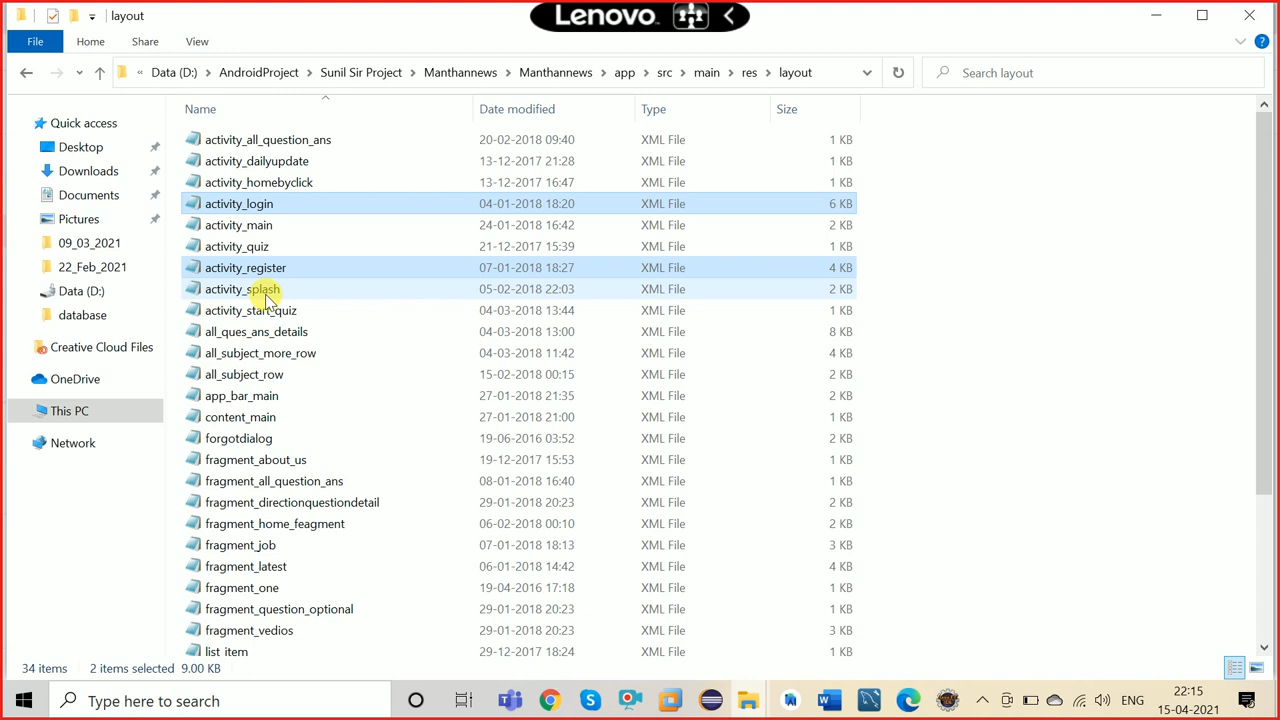 layout
Lenovo
File Home Share View
« Data (D:) > AndroidProject > Sunil Sir Project > Manthannews > Manthannews > app > src > main > res > layout
Search layout
Name Date modified Type Size
Quick access
Desktop
Downloads
Documents
Pictures
09_03_2021
22_Feb_2021
Data (D:)
database
Creative Cloud Files
OneDrive
This PC
Network
activity_all_question_ans 20-02-2018 09:40 XML File 1 KB
activity_dailyupdate 13-12-2017 21:28 XML File 1 KB
activity_homebyclick 13-12-2017 16:47 XML File 1 KB
activity_login 04-01-2018 18:20 XML File 6 KB
activity_main 24-01-2018 16:42 XML File 2 KB
activity_quiz 21-12-2017 15:39 XML File 1 KB
activity_register 07-01-2018 18:27 XML File 4 KB
activity_splash 05-02-2018 22:03 XML File 2 KB
activity_start_quiz 04-03-2018 13:44 XML File 1 KB
all_ques_ans_details 04-03-2018 13:00 XML File 8 KB
all_subject_more_row 04-03-2018 11:42 XML File 4 KB
all_subject_row 15-02-2018 00:15 XML File 2 KB
app_bar_main 27-01-2018 21:35 XML File 2 KB
content_main 27-01-2018 21:00 XML File 1 KB
forgotdialog 19-06-2016 03:52 XML File 2 KB
fragment_about_us 19-12-2017 15:53 XML File 1 KB
fragment_all_question_ans 08-01-2018 16:40 XML File 1 KB
fragment_directionquestiondetail 29-01-2018 20:23 XML File 2 KB
fragment_home_feagment 06-02-2018 00:10 XML File 2 KB
fragment_job 07-01-2018 18:13 XML File 3 KB
fragment_latest 06-01-2018 14:42 XML File 4 KB
fragment_one 19-04-2016 17:18 XML File 1 KB
fragment_question_optional 29-01-2018 20:23 XML File 1 KB
fragment_vedios 29-01-2018 20:23 XML File 3 KB
list_item 29-12-2017 18:24 XML File 1 KB
34 items 2 items selected 9.00 KB
Type here to search
ENG
22:15
15-04-2021